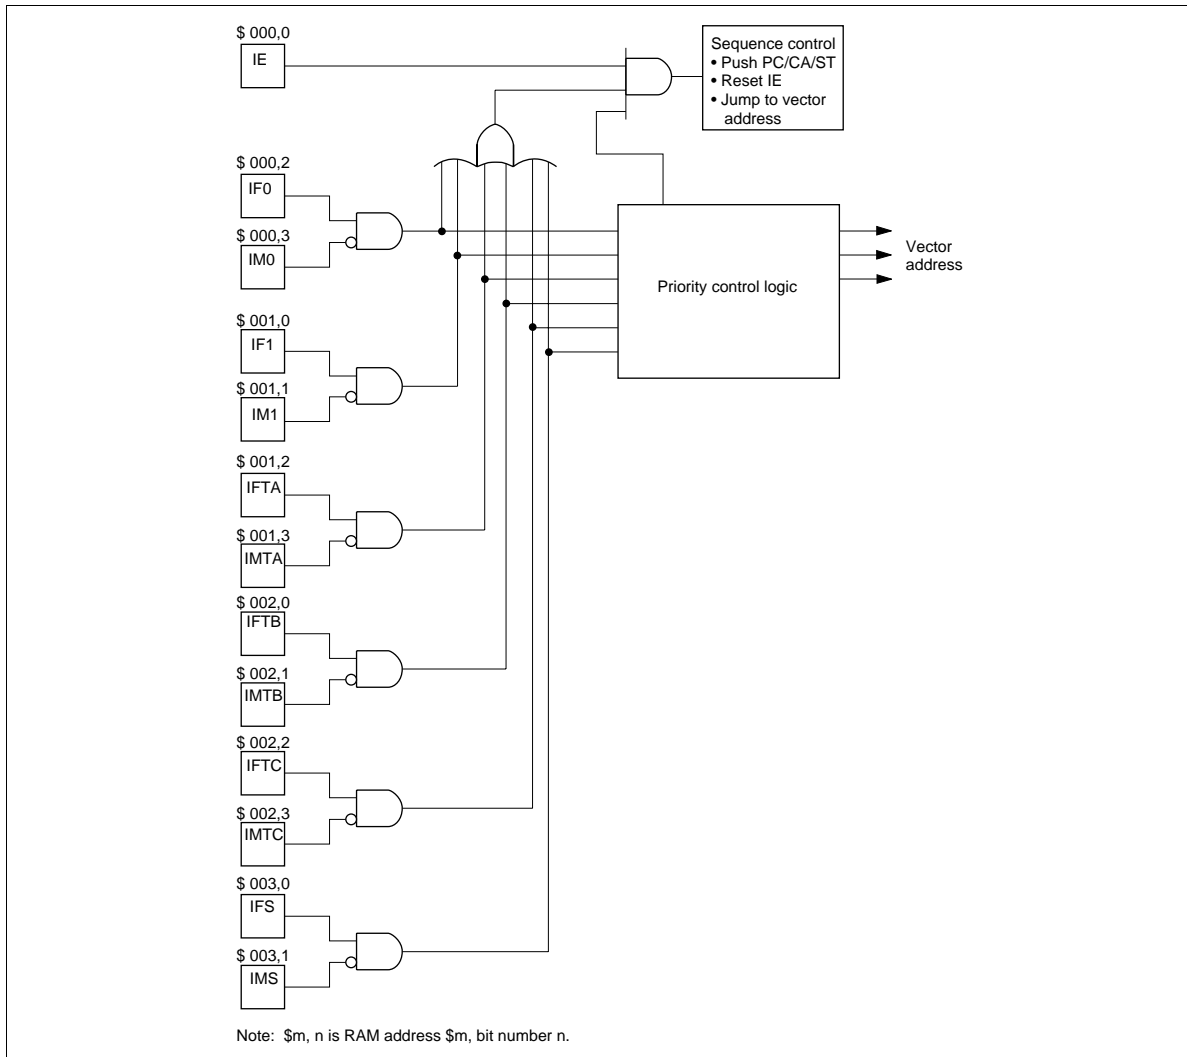 $ 000,0
IE
Sequence control
• Push PC/CA/ST
• Reset IE
• Jump to vector
address
$ 000,2
IF0
$ 000,3
IM0
Vector
address
Priority control logic
$ 001,0
IF1
$ 001,1
IM1
$ 001,2
IFTA
$ 001,3
IMTA
$ 002,0
IFTB
$ 002,1
IMTB
$ 002,2
IFTC
$ 002,3
IMTC
$ 003,0
IFS
$ 003,1
IMS
Note: $m, n is RAM address $m, bit number n.